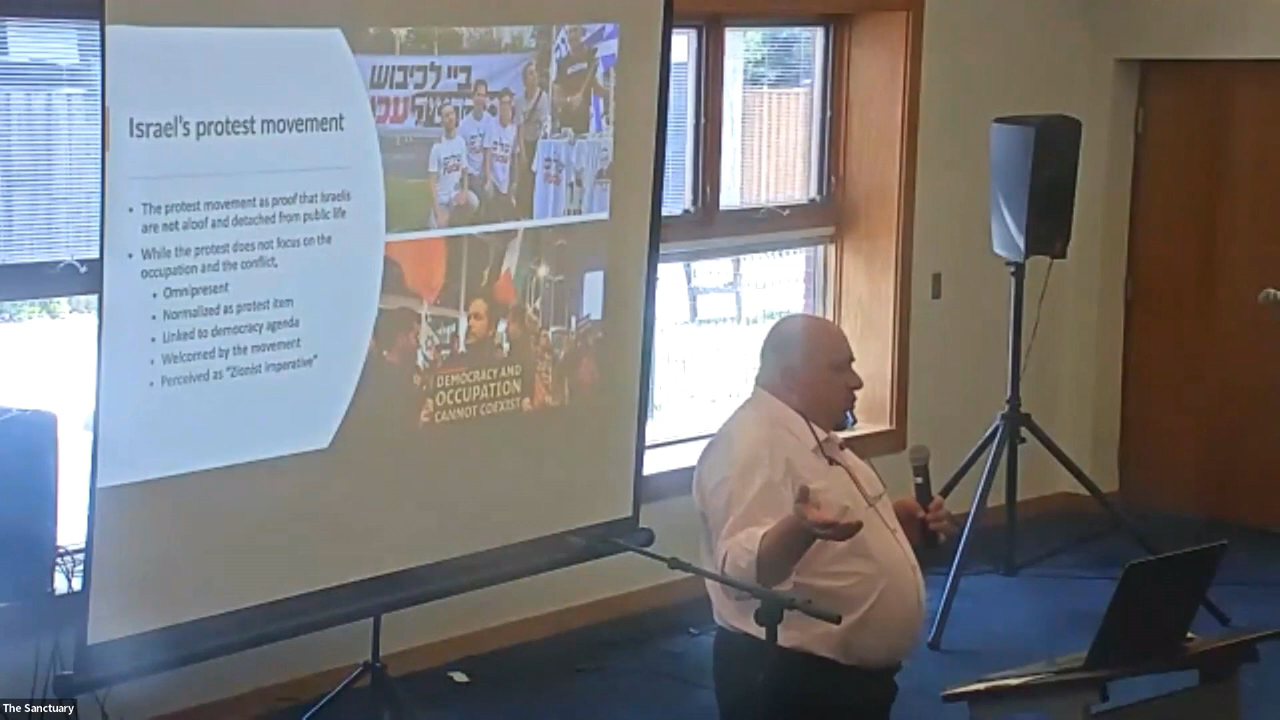 Israel's protest movement
• The protest movement as proof that Israelis
are not aloof and detached from public life
• While the protest does not focus on the
occupation and the conflict,
• Omnipresent
• Normalized as protest item
• Linked to democracy agenda
• Welcomed by the movement
• Perceived as "Zionist imperative"
לכיבוש
DEMOCRACY AND
OCCUPATION
CANNOT COEXIST
The Sanctuary